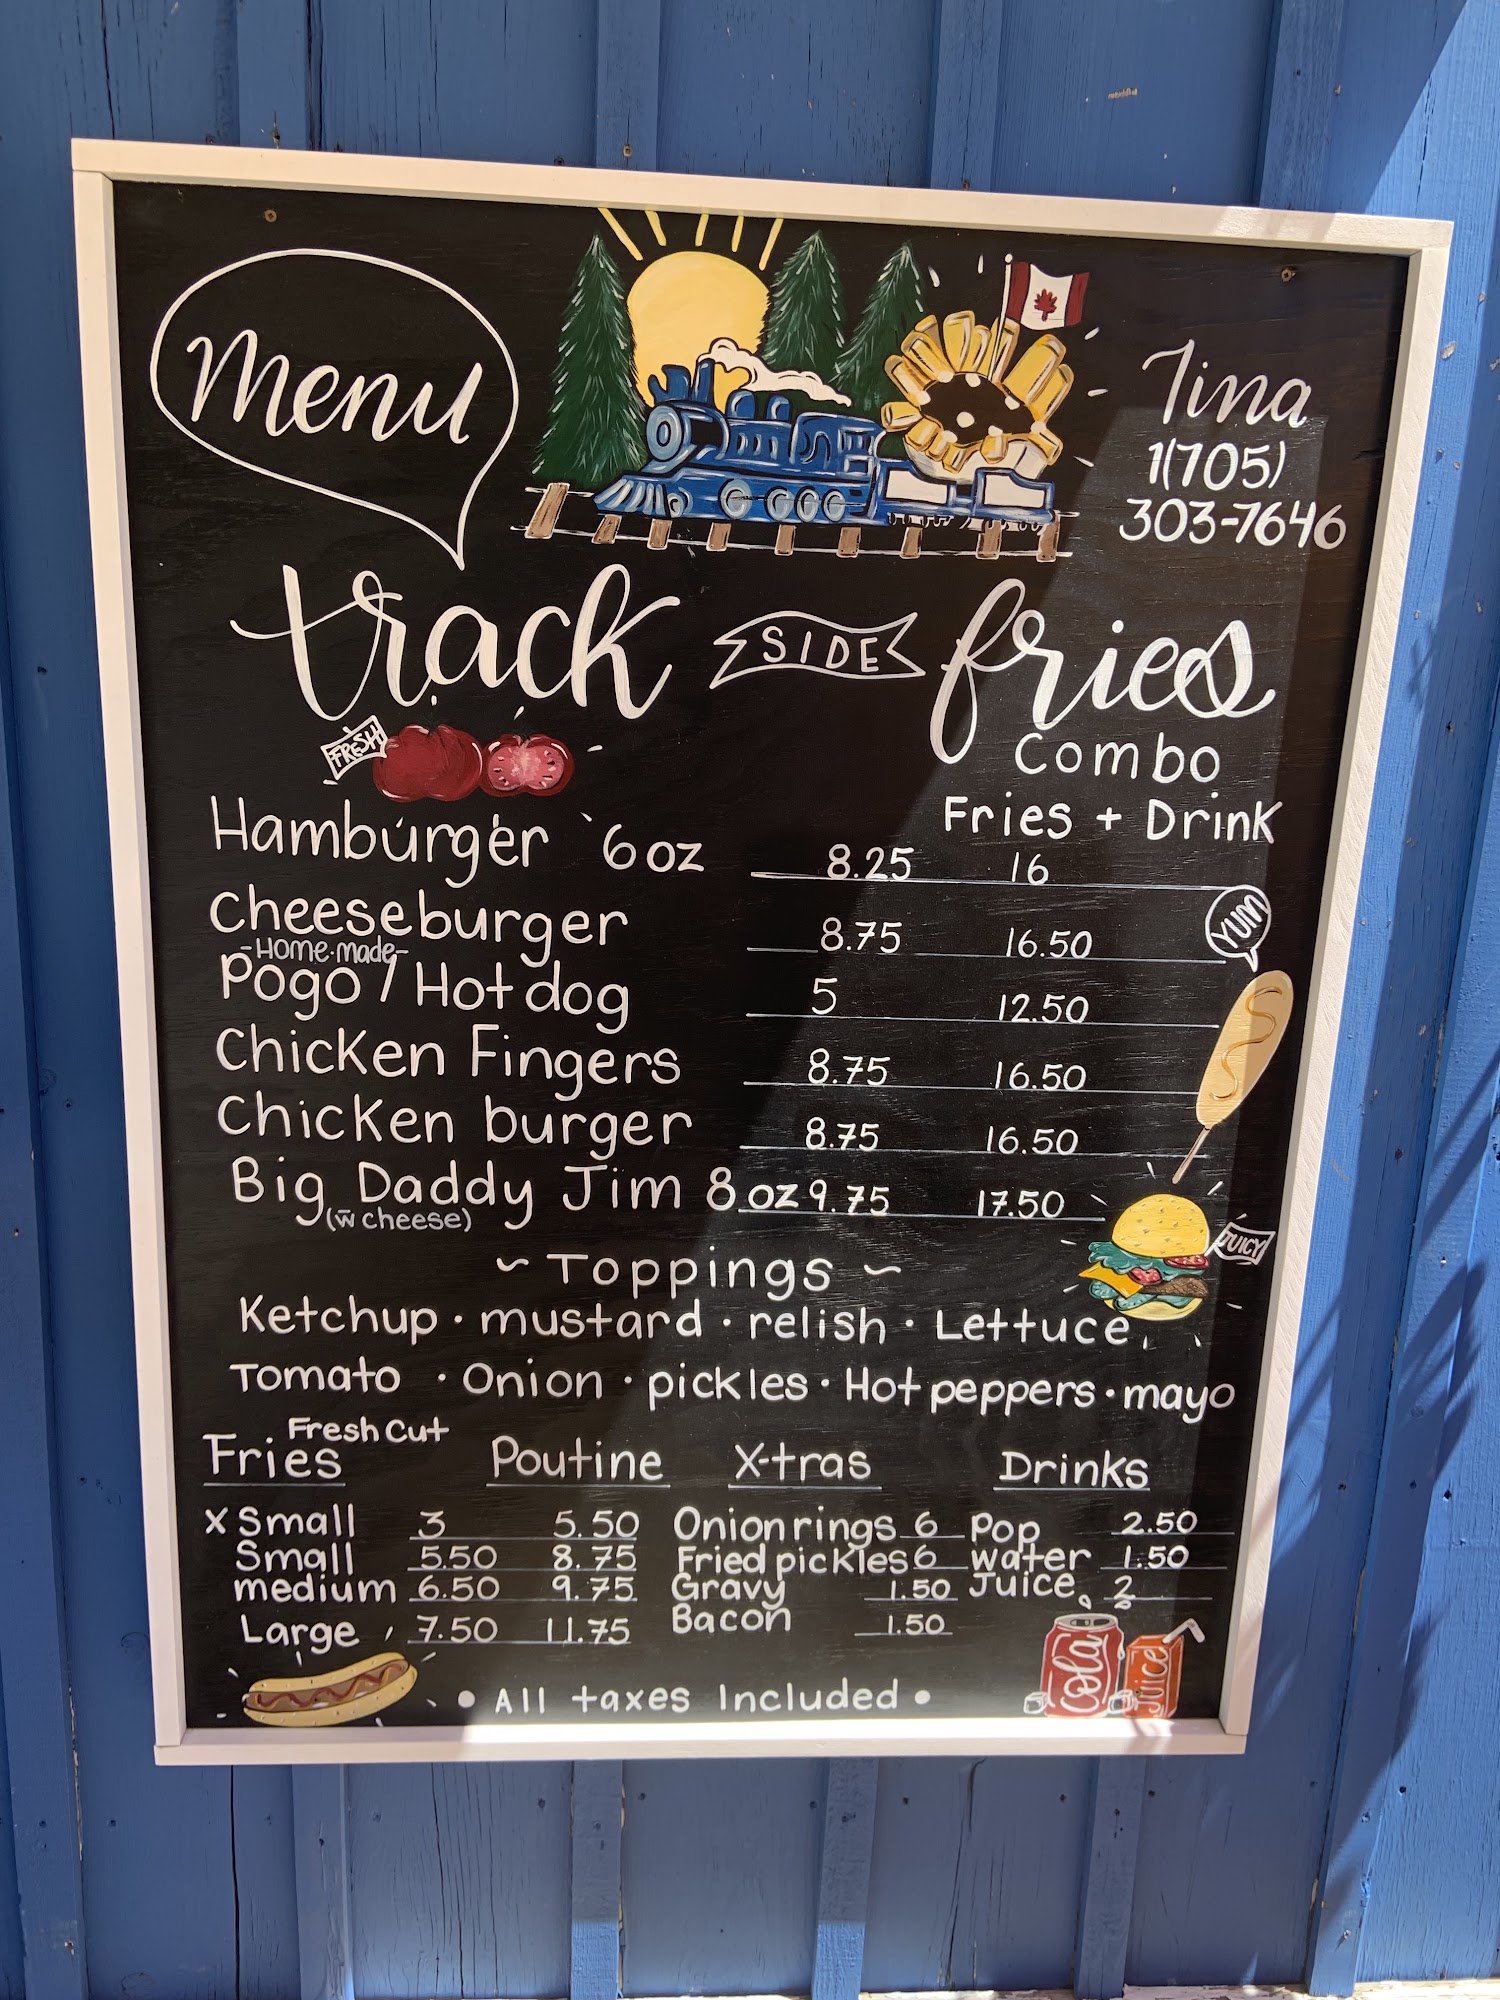 Menu
Tina
1(705)
303-7646
track SIDE fries
FRESH
Combo
Fries + Drink
Hamburger 6oz 8.25 16
Cheeseburger 8.75 16.50
YUM
-Home-made-
Pogo / Hotdog 5 12.50
Chicken Fingers 8.75 16.50
Chicken burger 8.75 16.50
Big Daddy Jim 8oz 9.75 17.50
(w̄ cheese)
JUICY
~ Toppings ~
Ketchup · mustard · relish · Lettuce
Tomato · Onion · pickles · Hot peppers · mayo
Fresh Cut
Fries Poutine X-tras Drinks
X Small 3 5.50 Onion rings 6 Pop 2.50
Small 5.50 8.75 Fried pickles 6 water 1.50
medium 6.50 9.75 Gravy 1.50 Juice 2
Large 7.50 11.75 Bacon 1.50
Cola
Juice
• All taxes Included •